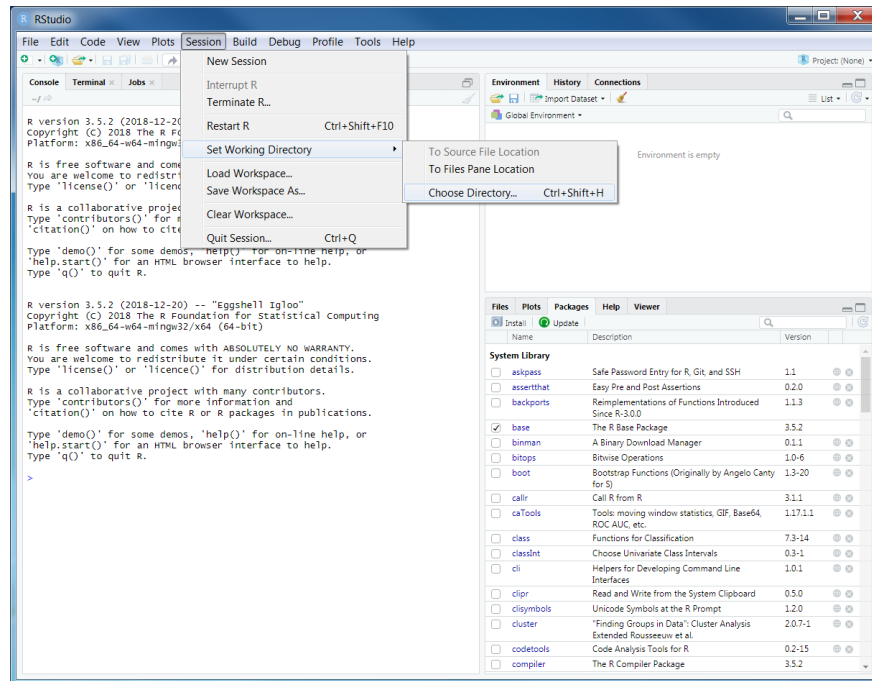 RStudio
File Edit Code View Plots Session Build Debug Profile Tools Help
Project: (None)
New Session
Interrupt R
Terminate R...
Restart R Ctrl+Shift+F10
Set Working Directory
Load Workspace...
Save Workspace As...
Clear Workspace...
Quit Session... Ctrl+Q
To Source File Location
To Files Pane Location
Choose Directory... Ctrl+Shift+H
Console Terminal Jobs
~/
R version 3.5.2 (2018-12-20
Copyright (C) 2018 The R Fo
Platform: x86_64-w64-mingw3
R is free software and come
You are welcome to redistri
Type 'license()' or 'licenc
R is a collaborative projec
Type 'contributors()' for m
'citation()' on how to cite
Type 'demo()' for some demos, 'help()' for on-line help, or
'help.start()' for an HTML browser interface to help.
Type 'q()' to quit R.
R version 3.5.2 (2018-12-20) -- "Eggshell Igloo"
Copyright (C) 2018 The R Foundation for Statistical Computing
Platform: x86_64-w64-mingw32/x64 (64-bit)
R is free software and comes with ABSOLUTELY NO WARRANTY.
You are welcome to redistribute it under certain conditions.
Type 'license()' or 'licence()' for distribution details.
R is a collaborative project with many contributors.
Type 'contributors()' for more information and
'citation()' on how to cite R or R packages in publications.
Type 'demo()' for some demos, 'help()' for on-line help, or
'help.start()' for an HTML browser interface to help.
Type 'q()' to quit R.
>
Environment History Connections
Import Dataset List
Global Environment
Environment is empty
Files Plots Packages Help Viewer
Install Update
Name Description Version
System Library
askpass Safe Password Entry for R, Git, and SSH 1.1
assertthat Easy Pre and Post Assertions 0.2.0
backports Reimplementations of Functions Introduced 1.1.3
Since R-3.0.0
base The R Base Package 3.5.2
binman A Binary Download Manager 0.1.1
bitops Bitwise Operations 1.0-6
boot Bootstrap Functions (Originally by Angelo Canty 1.3-20
for S)
callr Call R from R 3.1.1
caTools Tools: moving window statistics, GIF, Base64, 1.17.1.1
ROC AUC, etc.
class Functions for Classification 7.3-14
classInt Choose Univariate Class Intervals 0.3-1
cli Helpers for Developing Command Line 1.0.1
Interfaces
clipr Read and Write from the System Clipboard 0.5.0
clisymbols Unicode Symbols at the R Prompt 1.2.0
cluster "Finding Groups in Data": Cluster Analysis 2.0.7-1
Extended Rousseeuw et al.
codetools Code Analysis Tools for R 0.2-15
compiler The R Compiler Package 3.5.2